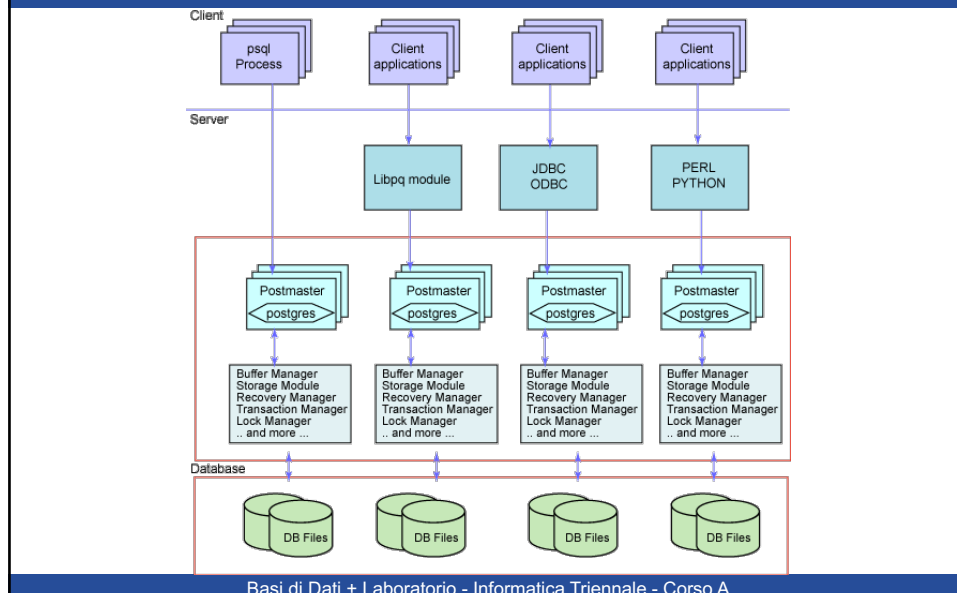 Client
psql
Process
Client
applications
Client
applications
Client
applications
Server
Libpq module
JDBC
ODBC
PERL
PYTHON
Postmaster
postgres
Postmaster
postgres
Postmaster
postgres
Postmaster
postgres
Buffer Manager
Storage Module
Recovery Manager
Transaction Manager
Lock Manager
.. and more ...
Buffer Manager
Storage Module
Recovery Manager
Transaction Manager
Lock Manager
.. and more ...
Buffer Manager
Storage Module
Recovery Manager
Transaction Manager
Lock Manager
.. and more ...
Buffer Manager
Storage Module
Recovery Manager
Transaction Manager
Lock Manager
.. and more ...
Database
DB Files
DB Files
DB Files
DB Files
Basi di Dati + Laboratorio - Informatica Triennale - Corso A